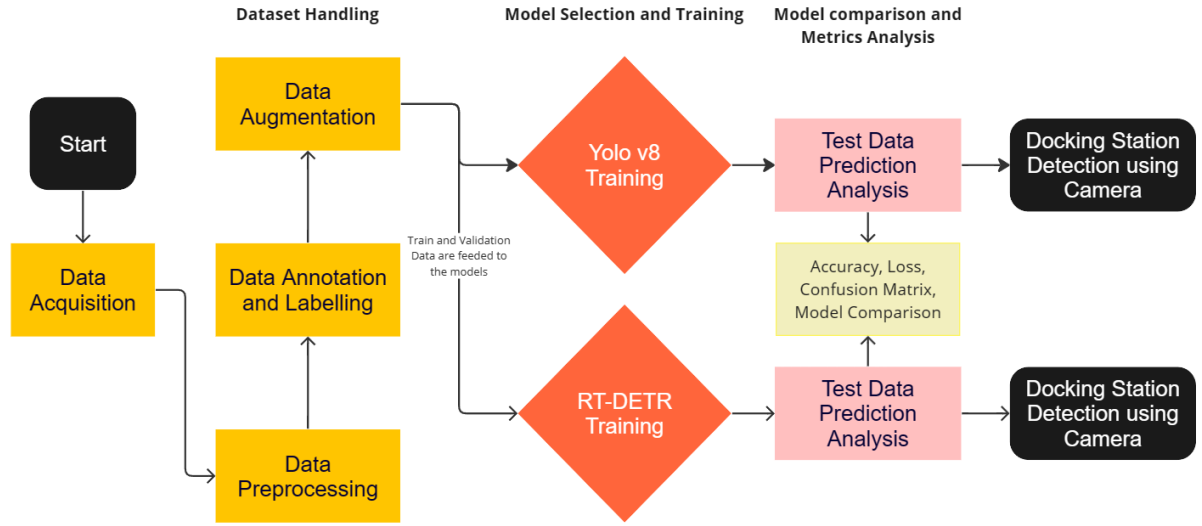 Dataset Handling
Model Selection and Training
Model comparison and
Metrics Analysis
Start
Data
Acquisition
Data
Augmentation
Data Annotation
and Labelling
Data
Preprocessing
Train and Validation
Data are feeded to
the models
Yolo v8
Training
RT-DETR
Training
Test Data
Prediction
Analysis
Accuracy, Loss,
Confusion Matrix,
Model Comparison
Test Data
Prediction
Analysis
Docking Station
Detection using
Camera
Docking Station
Detection using
Camera